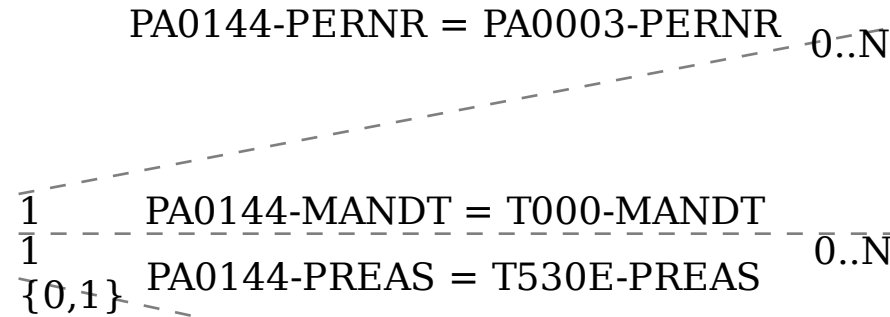 PA0144-PERNR = PA0003-PERNR
0..N
1
PA0144-MANDT = T000-MANDT
1
0..N
{0,1}
PA0144-PREAS = T530E-PREAS